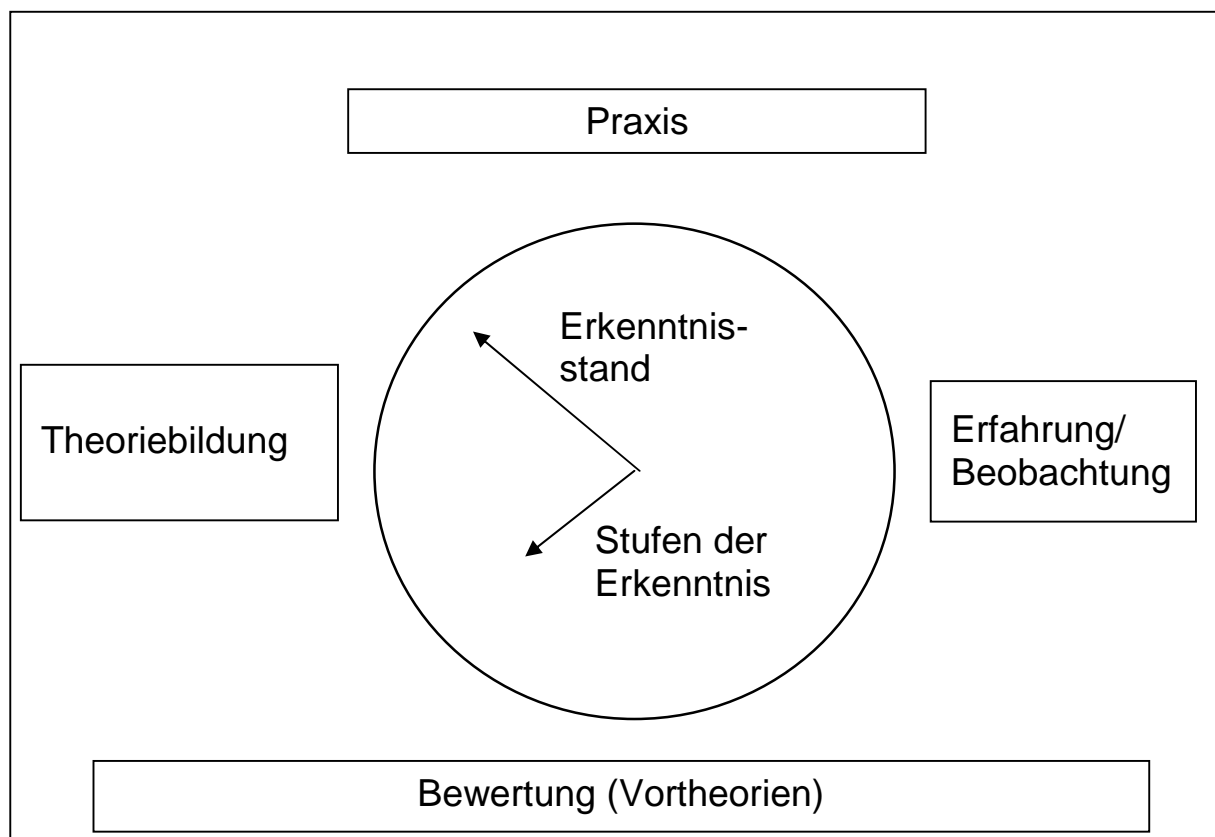 Praxis
Erkenntnis-
stand
Theoriebildung
Erfahrung/
Beobachtung
Stufen der
Erkenntnis
Bewertung (Vortheorien)